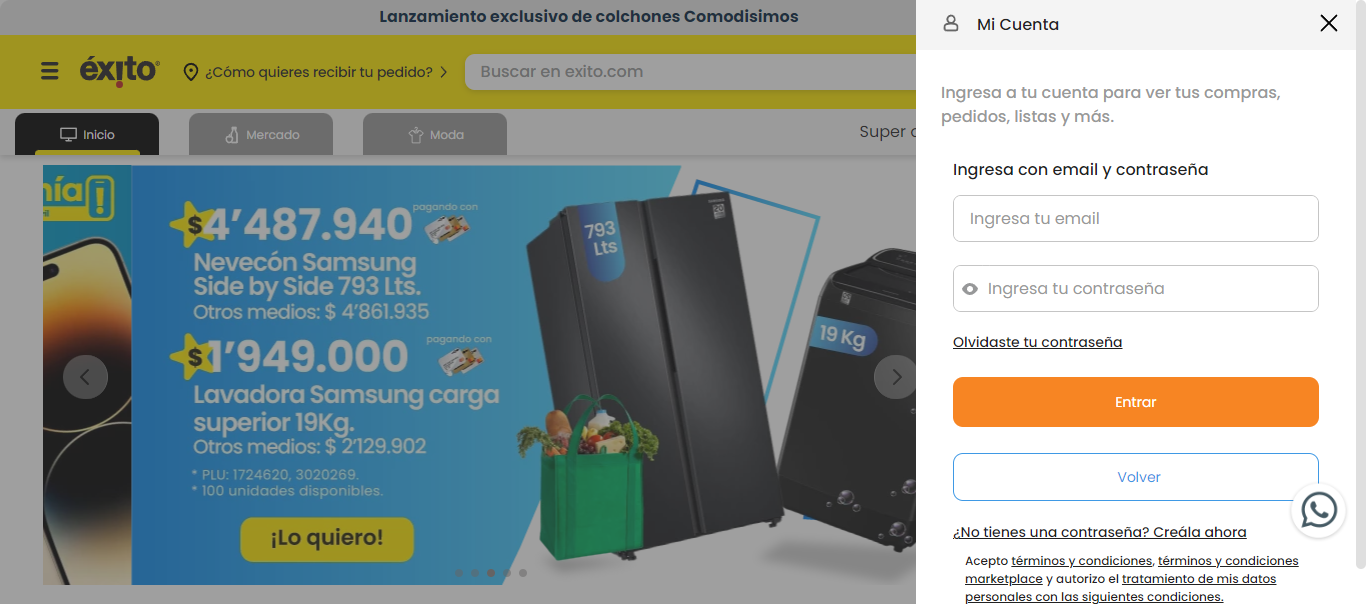 Lanzamiento exclusivo de colchones Comodisimos
éxito
¿Cómo quieres recibir tu pedido?
Buscar en exito.com
Inicio
Mercado
Moda
Super
nía
$4’487.940
pagando con
Nevecón Samsung
Side by Side 793 Lts.
Otros medios: $ 4’861.935
$1’949.000
pagando con
Lavadora Samsung carga
superior 19Kg.
Otros medios: $ 2’129.902
* PLU: 1724620, 3020269.
* 100 unidades disponibles.
¡Lo quiero!
793
Lts
19 Kg
Mi Cuenta
Ingresa a tu cuenta para ver tus compras,
pedidos, listas y más.
Ingresa con email y contraseña
Ingresa tu email
Ingresa tu contraseña
Olvidaste tu contraseña
Entrar
Volver
¿No tienes una contraseña? Creála ahora
Acepto términos y condiciones, términos y condiciones
marketplace y autorizo el tratamiento de mis datos
personales con las siguientes condiciones.